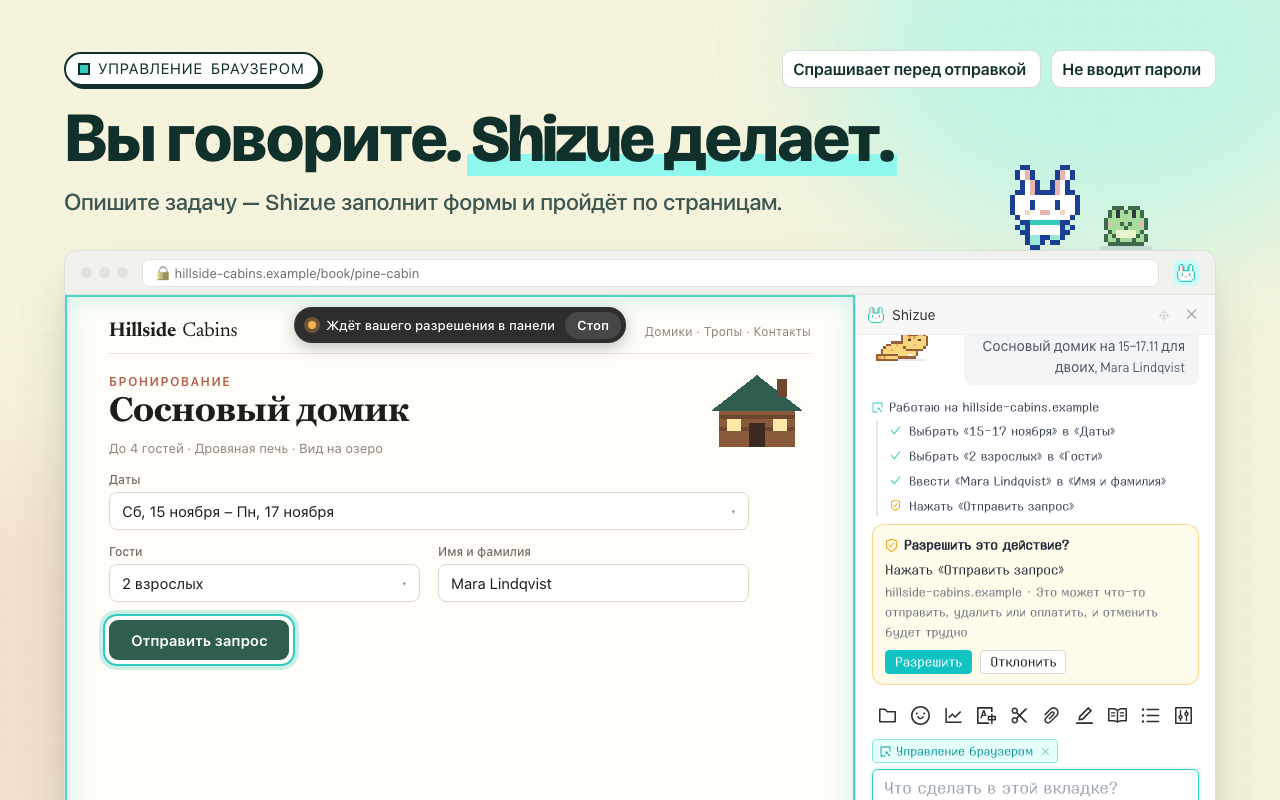 УПРАВЛЕНИЕ БРАУЗЕРОМ
Спрашивает перед отправкой
Не вводит пароли
Вы говорите. Shizue делает.
Опишите задачу — Shizue заполнит формы и пройдёт по страницам.
hillside-cabins.example/book/pine-cabin
Hillside Cabins
Ждёт вашего разрешения в панели
Стоп
Домики · Тропы · Контакты
БРОНИРОВАНИЕ
Сосновый домик
До 4 гостей · Дровяная печь · Вид на озеро
Даты
Сб, 15 ноября – Пн, 17 ноября
Гости
Имя и фамилия
2 взрослых
Mara Lindqvist
Отправить запрос
Shizue
Сосновый домик на 15–17.11 для
двоих, Mara Lindqvist
Работаю на hillside-cabins.example
Выбрать «15–17 ноября» в «Даты»
Выбрать «2 взрослых» в «Гости»
Ввести «Mara Lindqvist» в «Имя и фамилия»
Нажать «Отправить запрос»
Разрешить это действие?
Нажать «Отправить запрос»
hillside-cabins.example · Это может что-то
отправить, удалить или оплатить, и отменить
будет трудно
Разрешить
Отклонить
Управление браузером
Что сделать в этой вкладке?